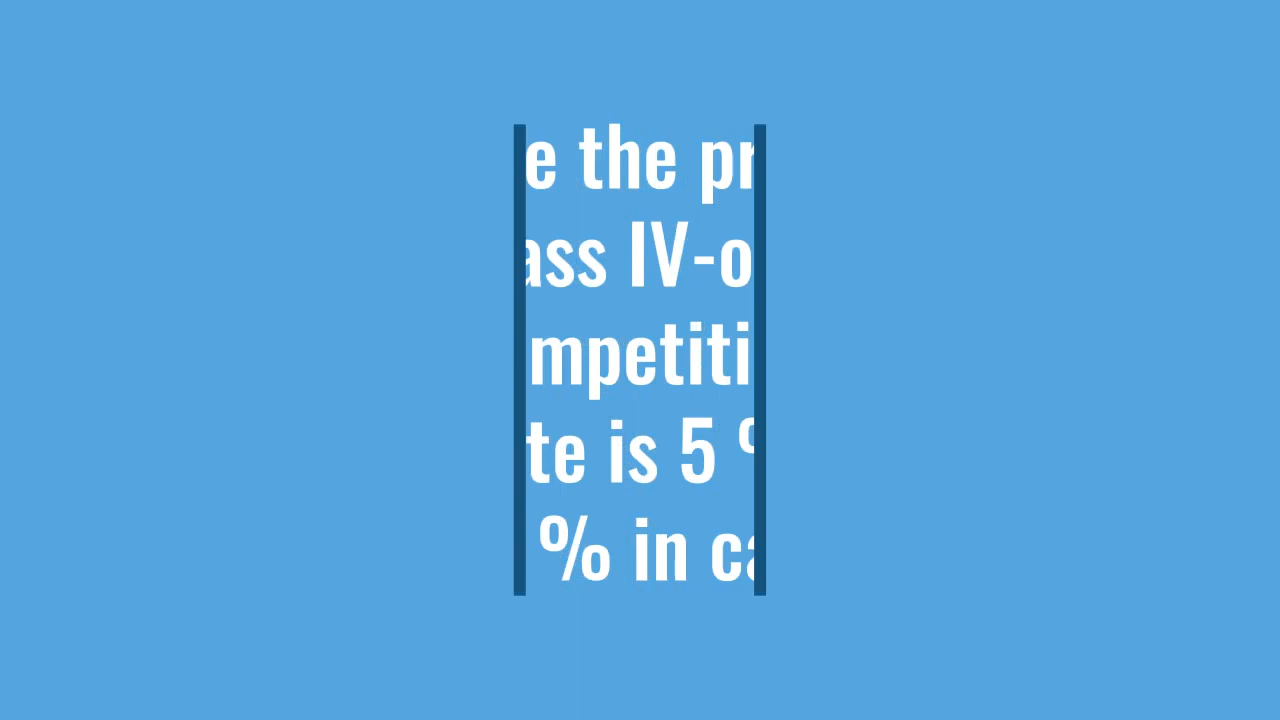 e the pr
ass IV-o
mpetiti
te is 5 %
% in ca